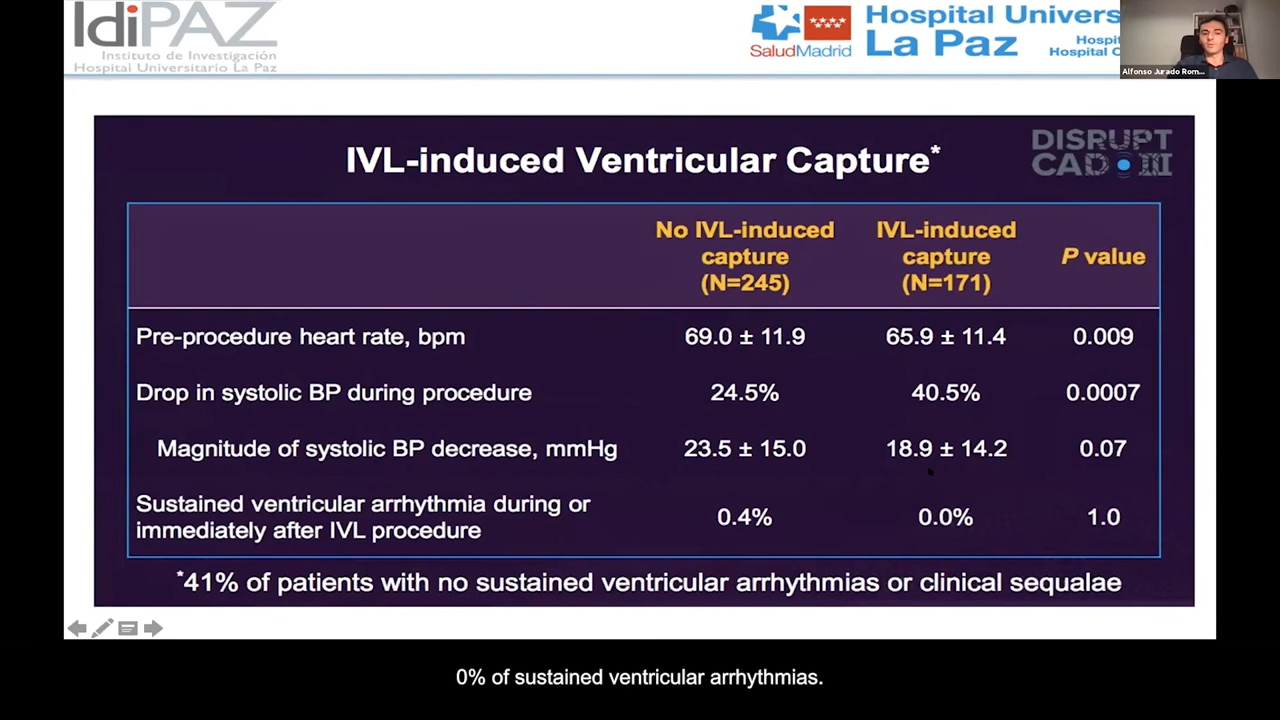 IdiPAZ
Instituto de Investigación
Hospital Universitario La Paz
SaludMadrid
Hospital Univers
La Paz
Hospit
Hospital C
Alfonso Jurado Rom...
IVL-induced Ventricular Capture*
DISRUPT
CAD III
No IVL-induced capture (N=245)
IVL-induced capture (N=171)
P value
Pre-procedure heart rate, bpm 69.0 ± 11.9 65.9 ± 11.4 0.009
Drop in systolic BP during procedure 24.5% 40.5% 0.0007
Magnitude of systolic BP decrease, mmHg 23.5 ± 15.0 18.9 ± 14.2 0.07
Sustained ventricular arrhythmia during or
immediately after IVL procedure 0.4% 0.0% 1.0
*41% of patients with no sustained ventricular arrhythmias or clinical sequalae
0% of sustained ventricular arrhythmias.